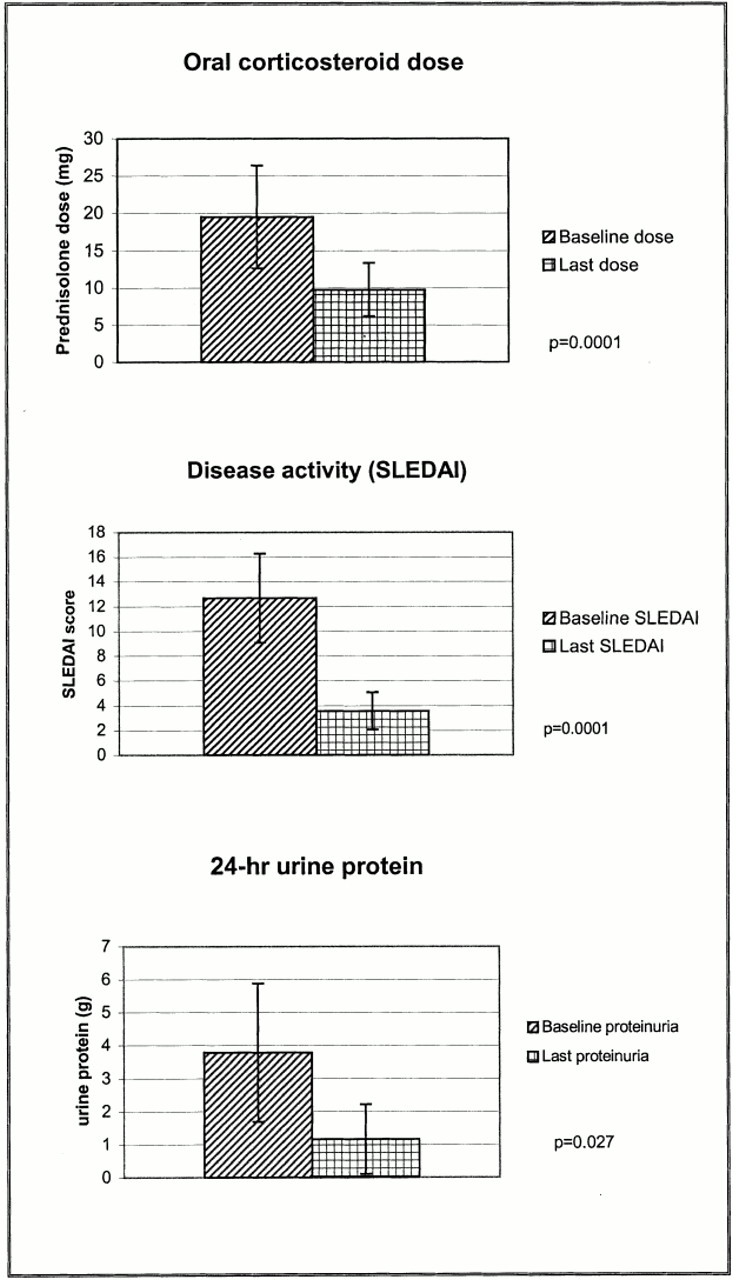 Oral corticosteroid dose
Prednisolone dose (mg)
30
25
20
15
10
5
0
Baseline dose
Last dose
p=0.0001
Disease activity (SLEDAI)
SLEDAI score
18
16
14
12
10
8
6
4
2
0
Baseline SLEDAI
Last SLEDAI
p=0.0001
24-hr urine protein
urine protein (g)
7
6
5
4
3
2
1
0
Baseline proteinuria
Last proteinuria
p=0.027